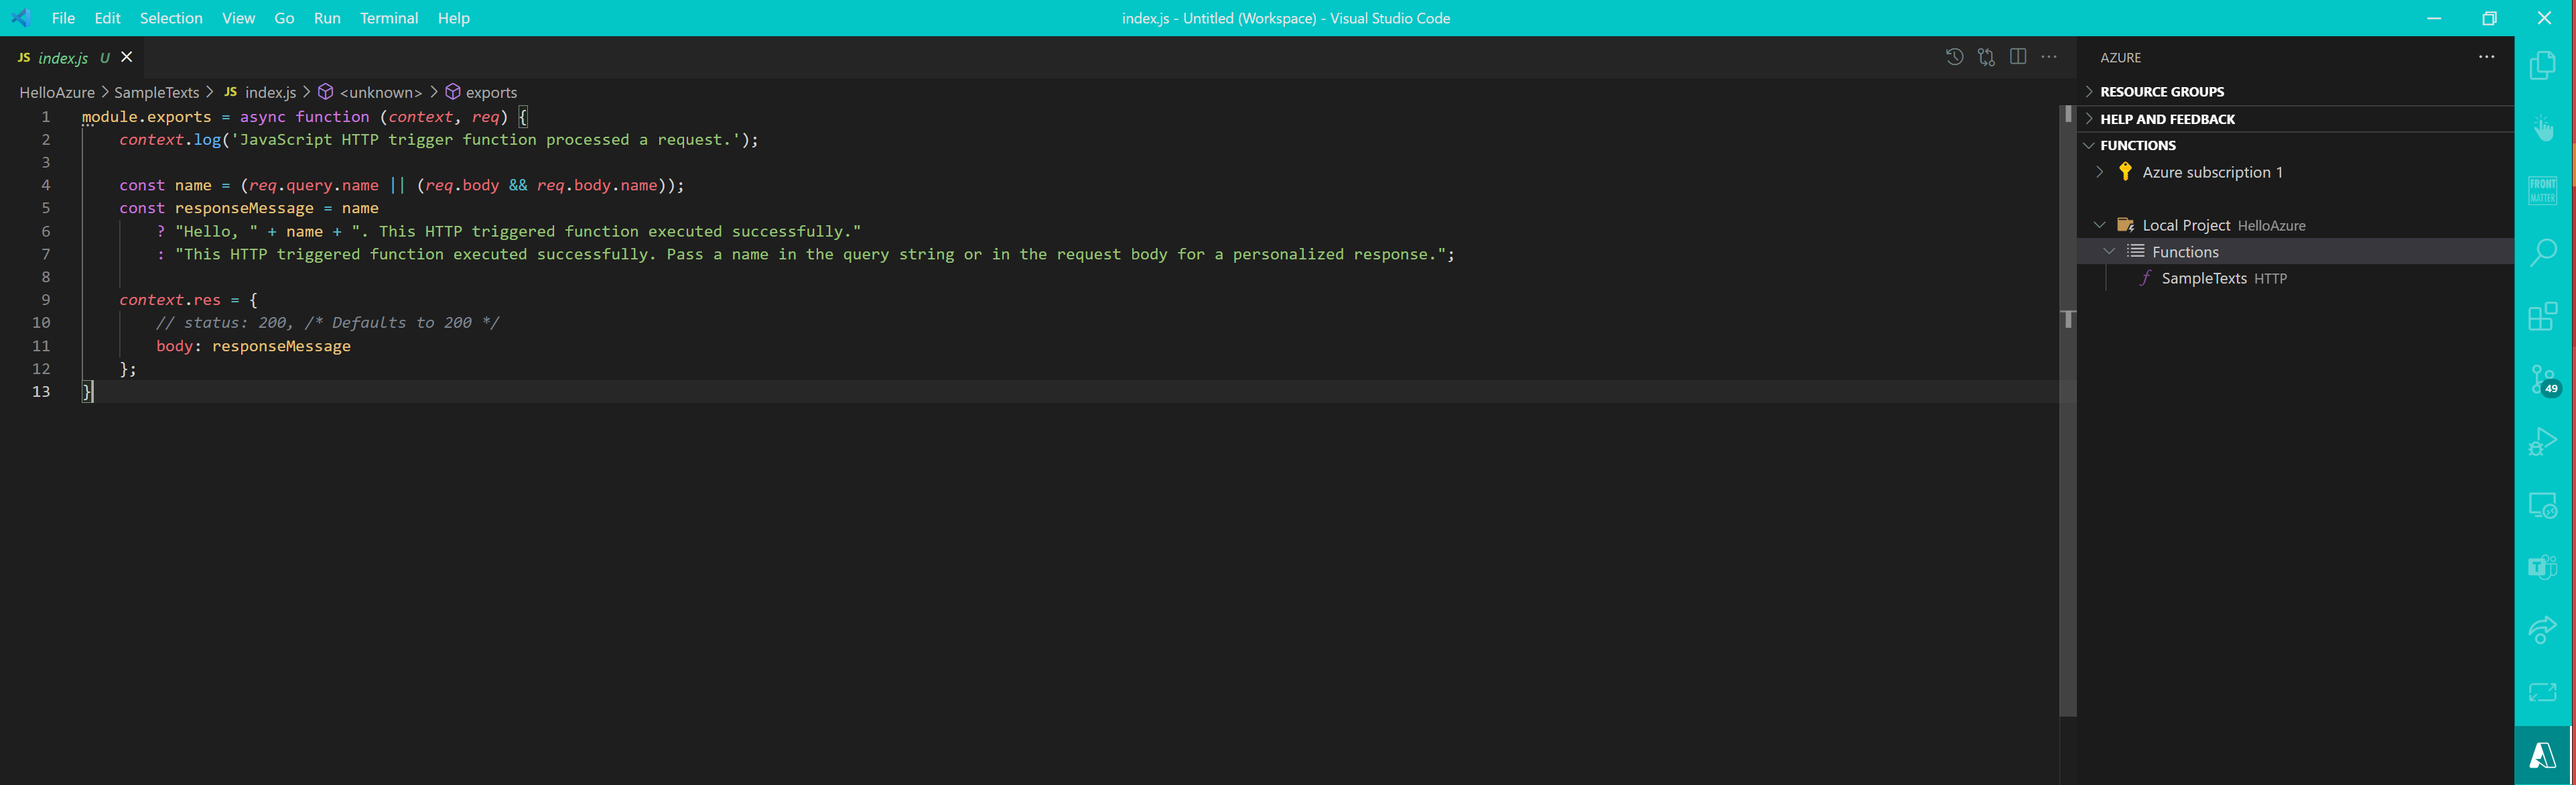 File Edit Selection View Go Run Terminal Help
index.js - Untitled (Workspace) - Visual Studio Code
JS index.js U
HelloAzure > SampleTexts > JS index.js > <unknown> > exports
1 module.exports = async function (context, req) {
2     context.log('JavaScript HTTP trigger function processed a request.');
3
4     const name = (req.query.name || (req.body && req.body.name));
5     const responseMessage = name
6         ? "Hello, " + name + ". This HTTP triggered function executed successfully."
7         : "This HTTP triggered function executed successfully. Pass a name in the query string or in the request body for a personalized response.";
8
9     context.res = {
10         // status: 200, /* Defaults to 200 */
11         body: responseMessage
12     };
13 }
AZURE
RESOURCE GROUPS
HELP AND FEEDBACK
FUNCTIONS
Azure subscription 1
Local Project HelloAzure
Functions
SampleTexts HTTP
FRONT
MATTER
49
T